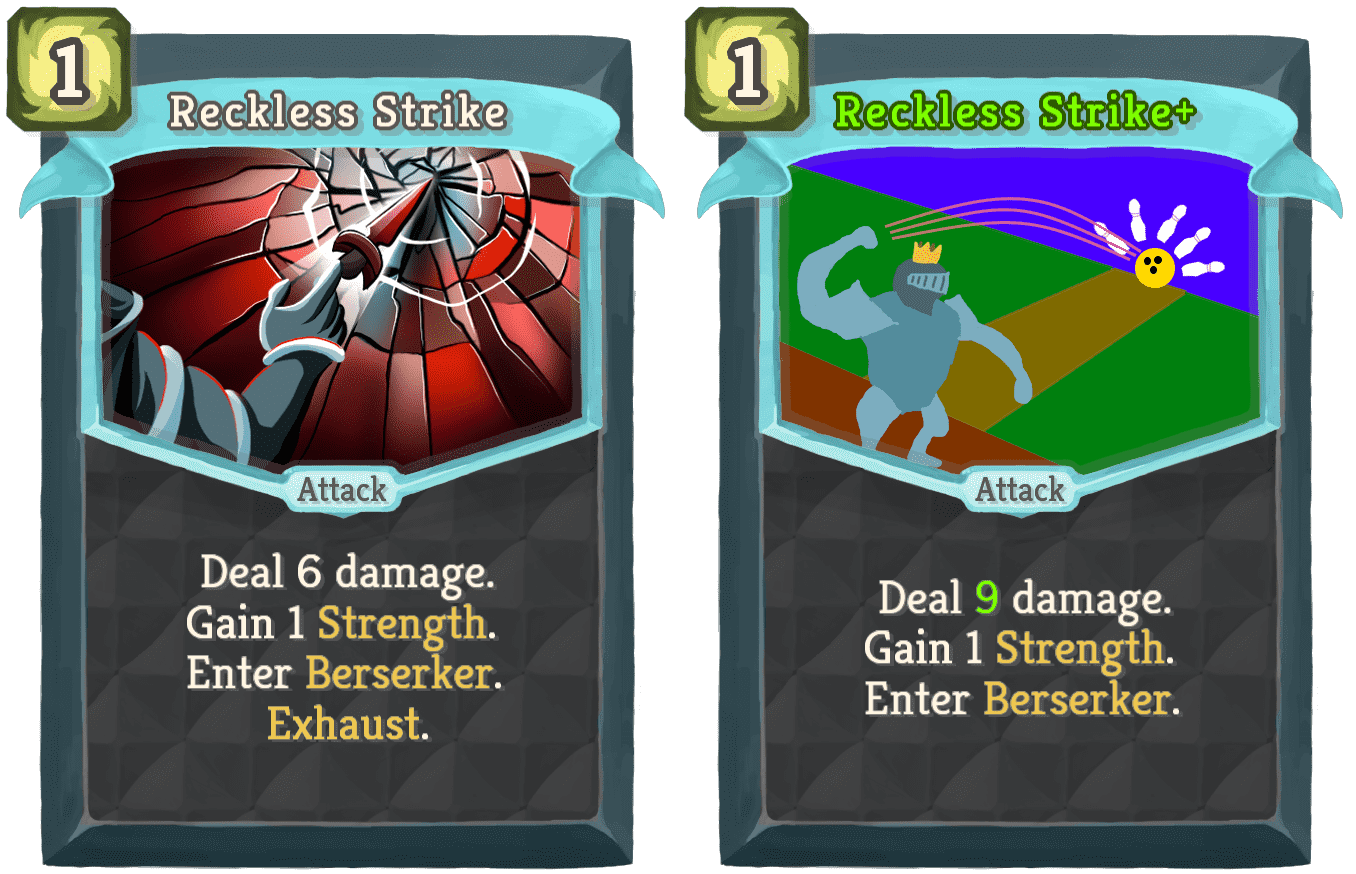 1
Reckless Strike
Attack
Deal 6 damage.
Gain 1 Strength.
Enter Berserker.
Exhaust.
1
Reckless Strike+
Attack
Deal 9 damage.
Gain 1 Strength.
Enter Berserker.